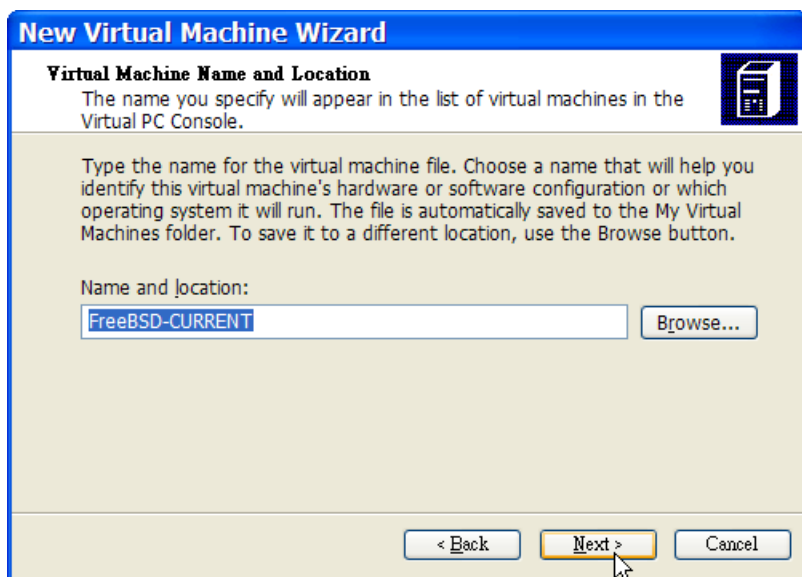 New Virtual Machine Wizard
Virtual Machine Name and Location
The name you specify will appear in the list of virtual machines in the
Virtual PC Console.
Type the name for the virtual machine file. Choose a name that will help you
identify this virtual machine's hardware or software configuration or which
operating system it will run. The file is automatically saved to the My Virtual
Machines folder. To save it to a different location, use the Browse button.
Name and location:
FreeBSD-CURRENT
Browse...
< Back
Next >
Cancel